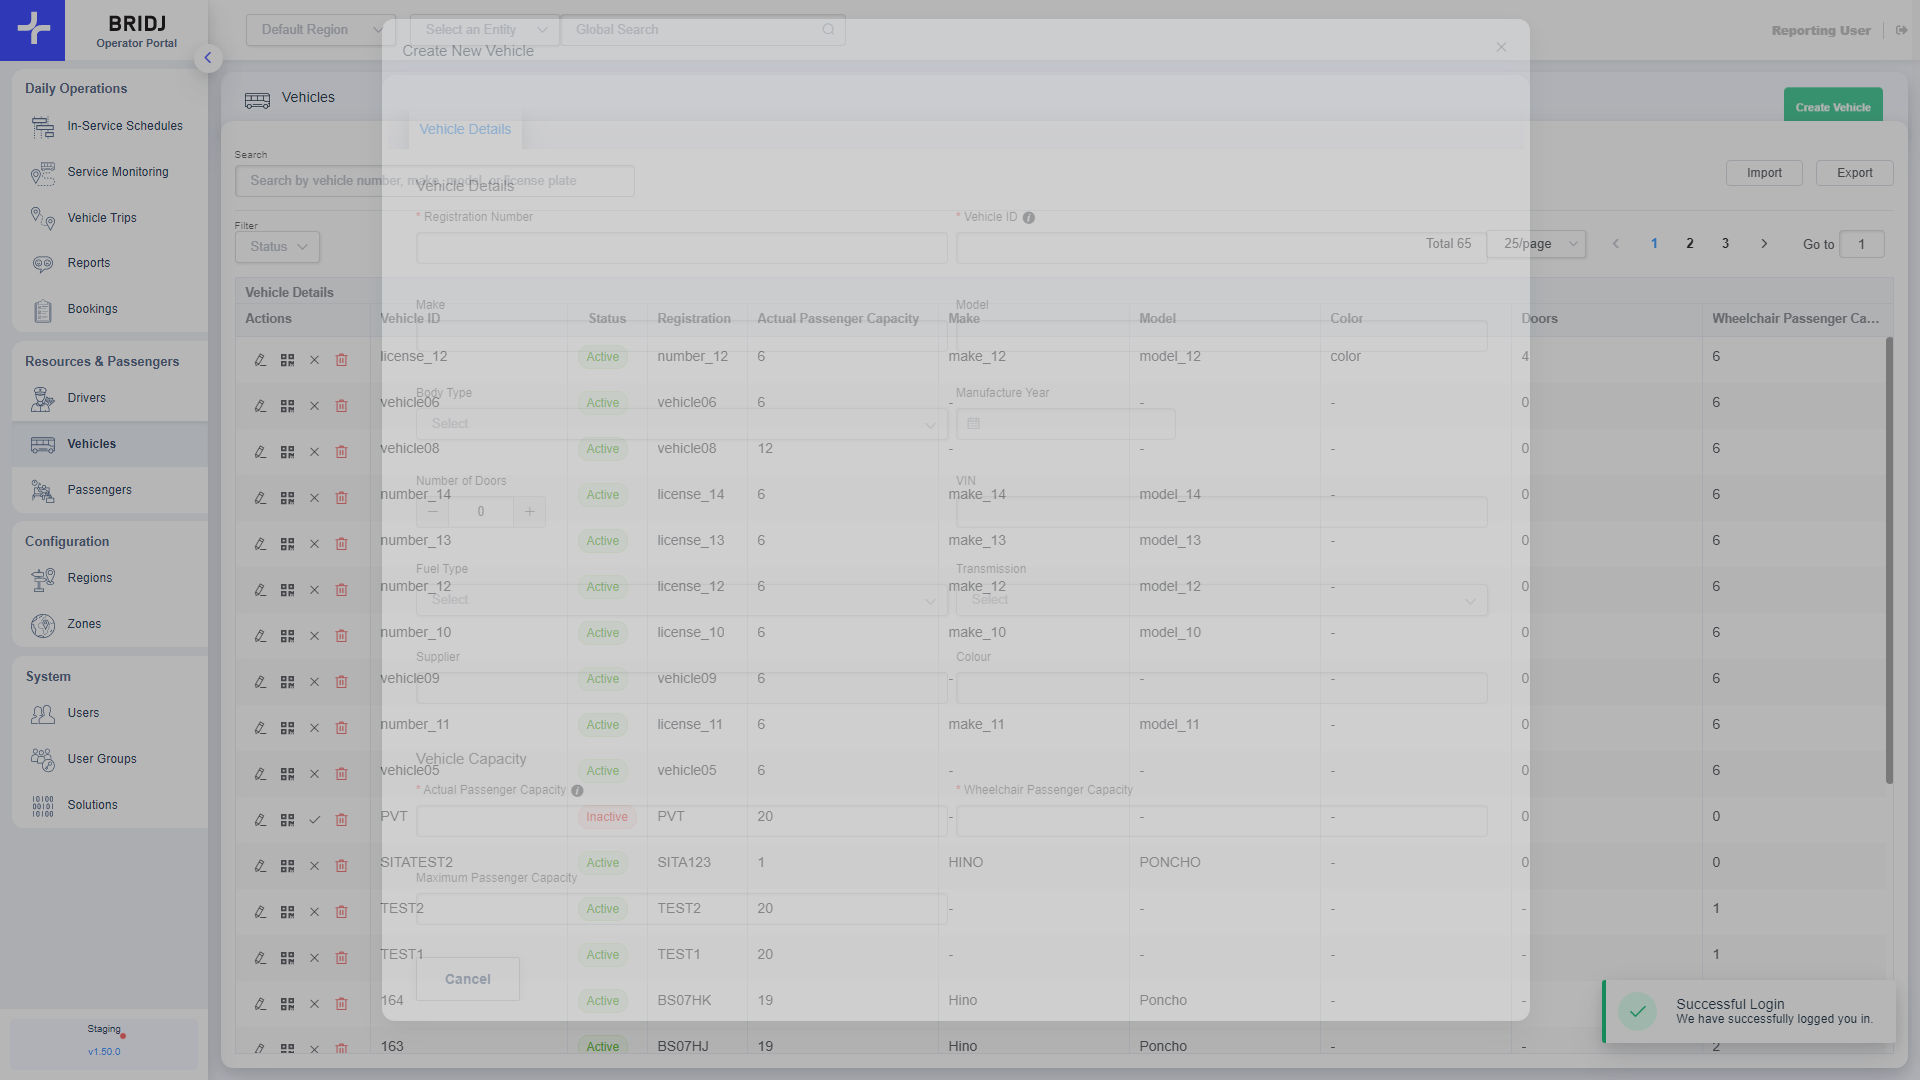 BRIDJ
Operator Portal
Default Region
Select an Entity
Global Search
Reporting User
Daily Operations
In-Service Schedules
Service Monitoring
Vehicle Trips
Reports
Bookings
Resources & Passengers
Drivers
Vehicles
Passengers
Configuration
Regions
Zones
System
Users
User Groups
Solutions
Staging
v1.50.0
Vehicles
Create Vehicle
Search
Search by vehicle number, make, model, or license plate
Import
Export
Filter
Status
Total 65
25/page
1
2
3
Go to
1
Vehicle Details
Actions Vehicle ID Status Registration Actual Passenger Capacity Make Model Color Doors Wheelchair Passenger Ca...
license_12 Active number_12 6 make_12 model_12 color 4 6
vehicle06 Active vehicle06 6 - - - 0 6
vehicle08 Active vehicle08 12 - - - 0 6
number_14 Active license_14 6 make_14 model_14 - 0 6
number_13 Active license_13 6 make_13 model_13 - 0 6
number_12 Active license_12 6 make_12 model_12 - 0 6
number_10 Active license_10 6 make_10 model_10 - 0 6
vehicle09 Active vehicle09 6 - - - 0 6
number_11 Active license_11 6 make_11 model_11 - 0 6
vehicle05 Active vehicle05 6 - - - 0 6
PVT Inactive PVT 20 - - - 0 0
SITATEST2 Active SITA123 1 HINO PONCHO - 0 0
TEST2 Active TEST2 20 - - - - 1
TEST1 Active TEST1 20 - - - - 1
164 Active BS07HK 19 Hino Poncho - -
163 Active BS07HJ 19 Hino Poncho - - 2
Create New Vehicle
Vehicle Details
Vehicle Details
* Registration Number
* Vehicle ID
Make
Model
Body Type
Select
Manufacture Year
Number of Doors
0
VIN
Fuel Type
Select
Transmission
Select
Supplier
Colour
Vehicle Capacity
* Actual Passenger Capacity
* Wheelchair Passenger Capacity
Maximum Passenger Capacity
Cancel
Successful Login
We have successfully logged you in.